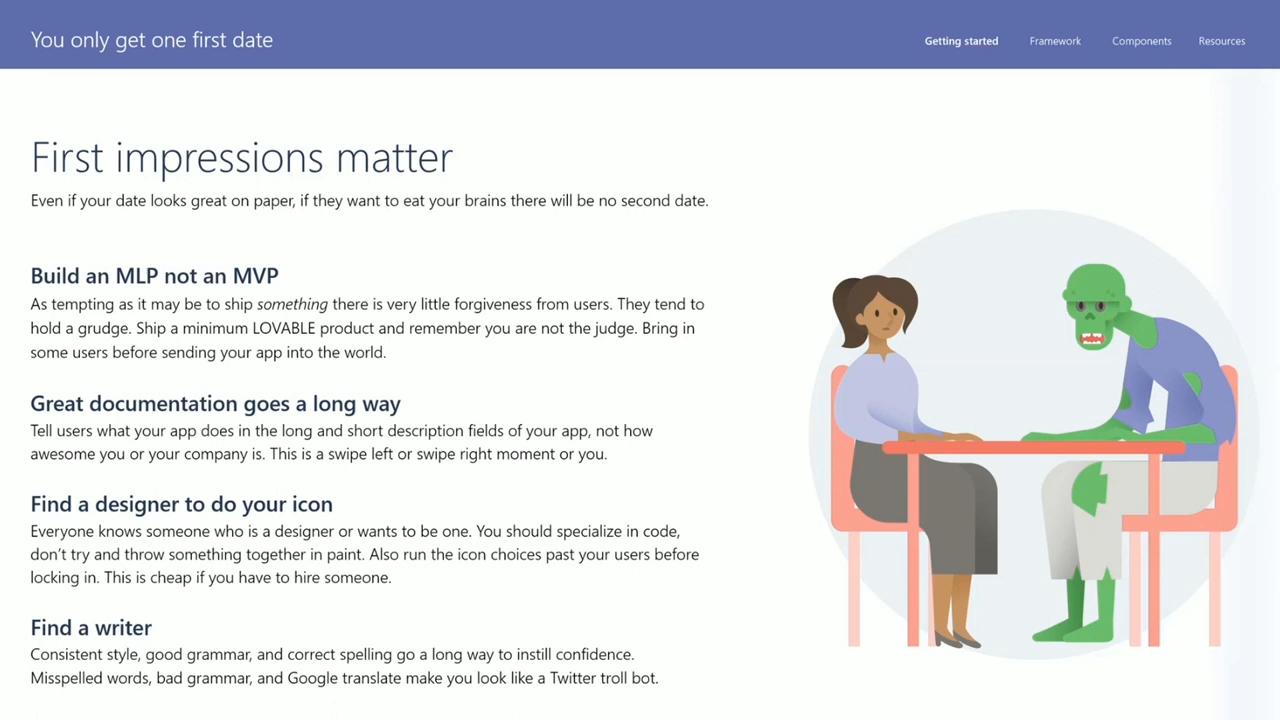 You only get one first date
Getting started
Framework
Components
Resources
First impressions matter
Even if your date looks great on paper, if they want to eat your brains there will be no second date.
Build an MLP not an MVP
As tempting as it may be to ship something there is very little forgiveness from users. They tend to
hold a grudge. Ship a minimum LOVABLE product and remember you are not the judge. Bring in
some users before sending your app into the world.
Great documentation goes a long way
Tell users what your app does in the long and short description fields of your app, not how
awesome you or your company is. This is a swipe left or swipe right moment or you.
Find a designer to do your icon
Everyone knows someone who is a designer or wants to be one. You should specialize in code,
don't try and throw something together in paint. Also run the icon choices past your users before
locking in. This is cheap if you have to hire someone.
Find a writer
Consistent style, good grammar, and correct spelling go a long way to instill confidence.
Misspelled words, bad grammar, and Google translate make you look like a Twitter troll bot.